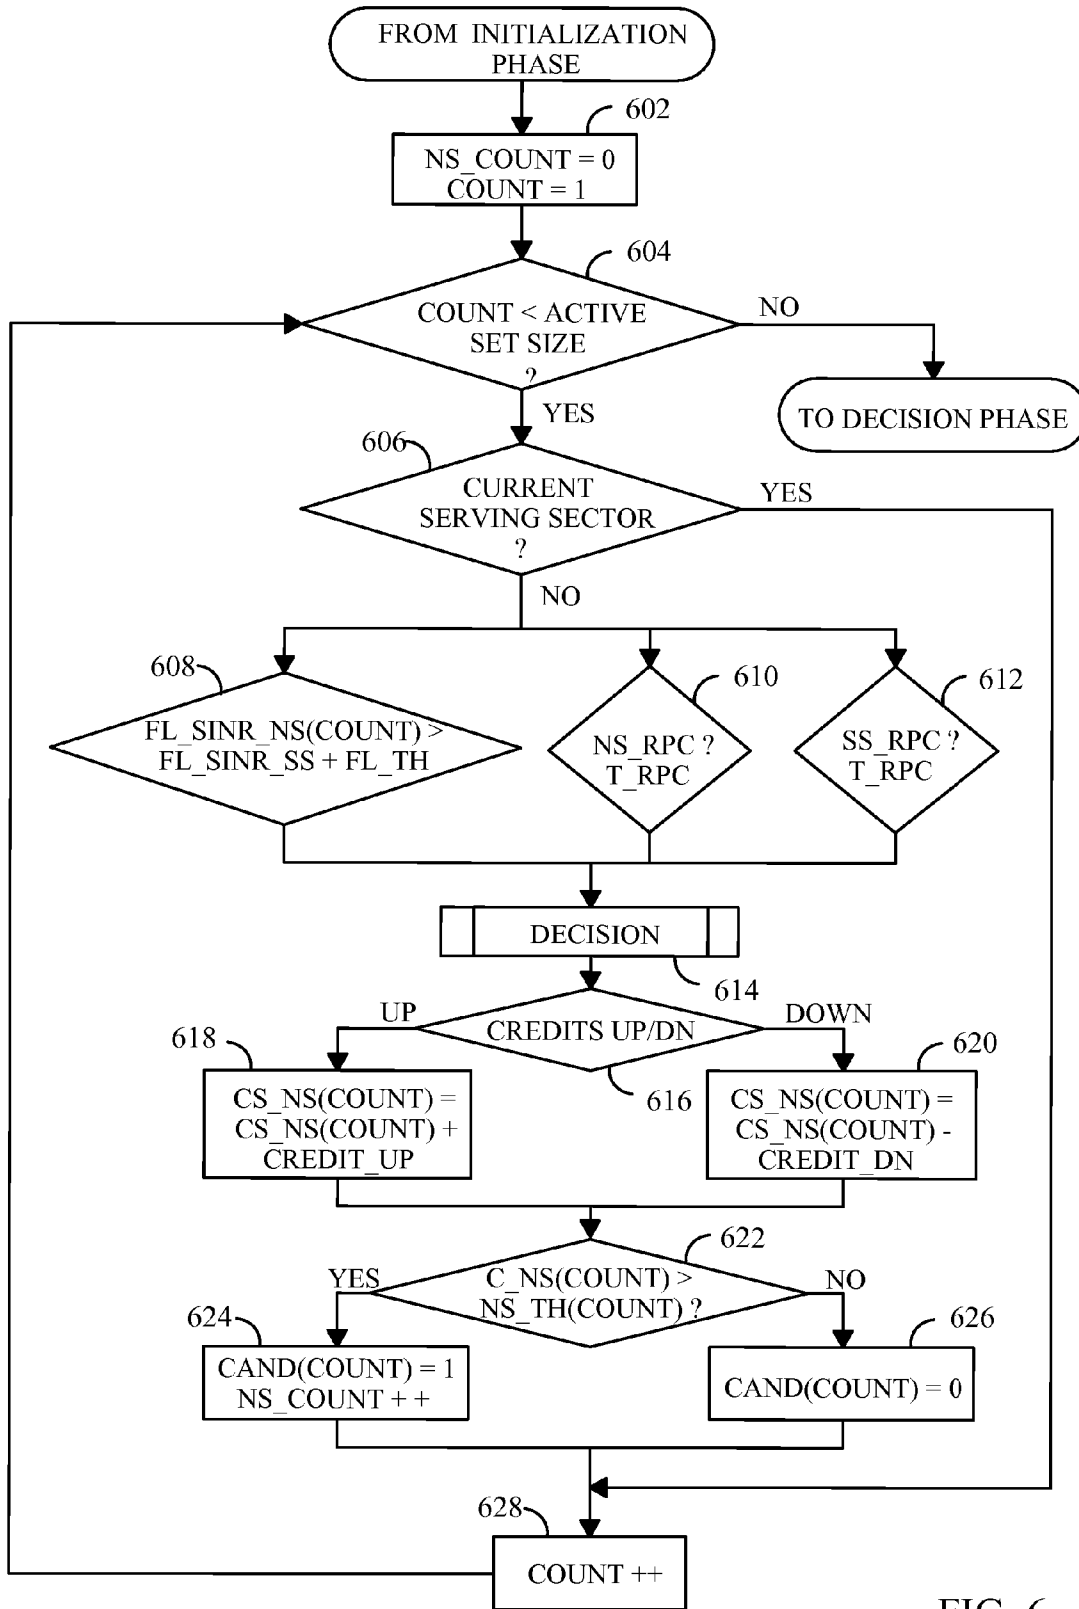 FROM INITIALIZATION
PHASE
602
NS_COUNT = 0
COUNT = 1
604
COUNT < ACTIVE
SET SIZE
?
NO
TO DECISION PHASE
YES
606
CURRENT
SERVING SECTOR
?
YES
NO
608
FL_SINR_NS(COUNT) >
FL_SINR_SS + FL_TH
610
NS_RPC ?
T_RPC
612
SS_RPC ?
T_RPC
DECISION
614
UP
CREDITS UP/DN
DOWN
616
618
CS_NS(COUNT) =
CS_NS(COUNT) +
CREDIT_UP
620
CS_NS(COUNT) =
CS_NS(COUNT) -
CREDIT_DN
622
YES
C_NS(COUNT) >
NS_TH(COUNT) ?
NO
624
CAND(COUNT) = 1
NS_COUNT + +
626
CAND(COUNT) = 0
628
COUNT ++
FIG. 6